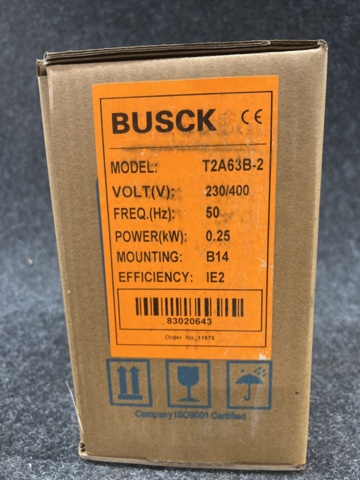 BUSCK CE
MODEL: T2A63B-2
VOLT(V): 230/400
FREQ.(Hz): 50
POWER(kW): 0.25
MOUNTING: B14
EFFICIENCY: IE2
83020643
Order No. 11876
Company ISO9001 Certified